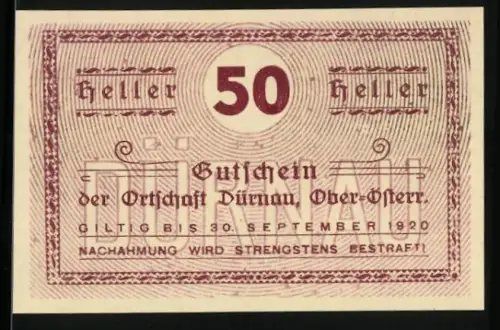 Heller 50 Heller
DÜRNAU
Gutschein
der Ortschaft Dürnau, Ober=Österr.
GILTIG BIS 30. SEPTEMBER 1920
NACHAHMUNG WIRD STRENGSTENS BESTRAFT!